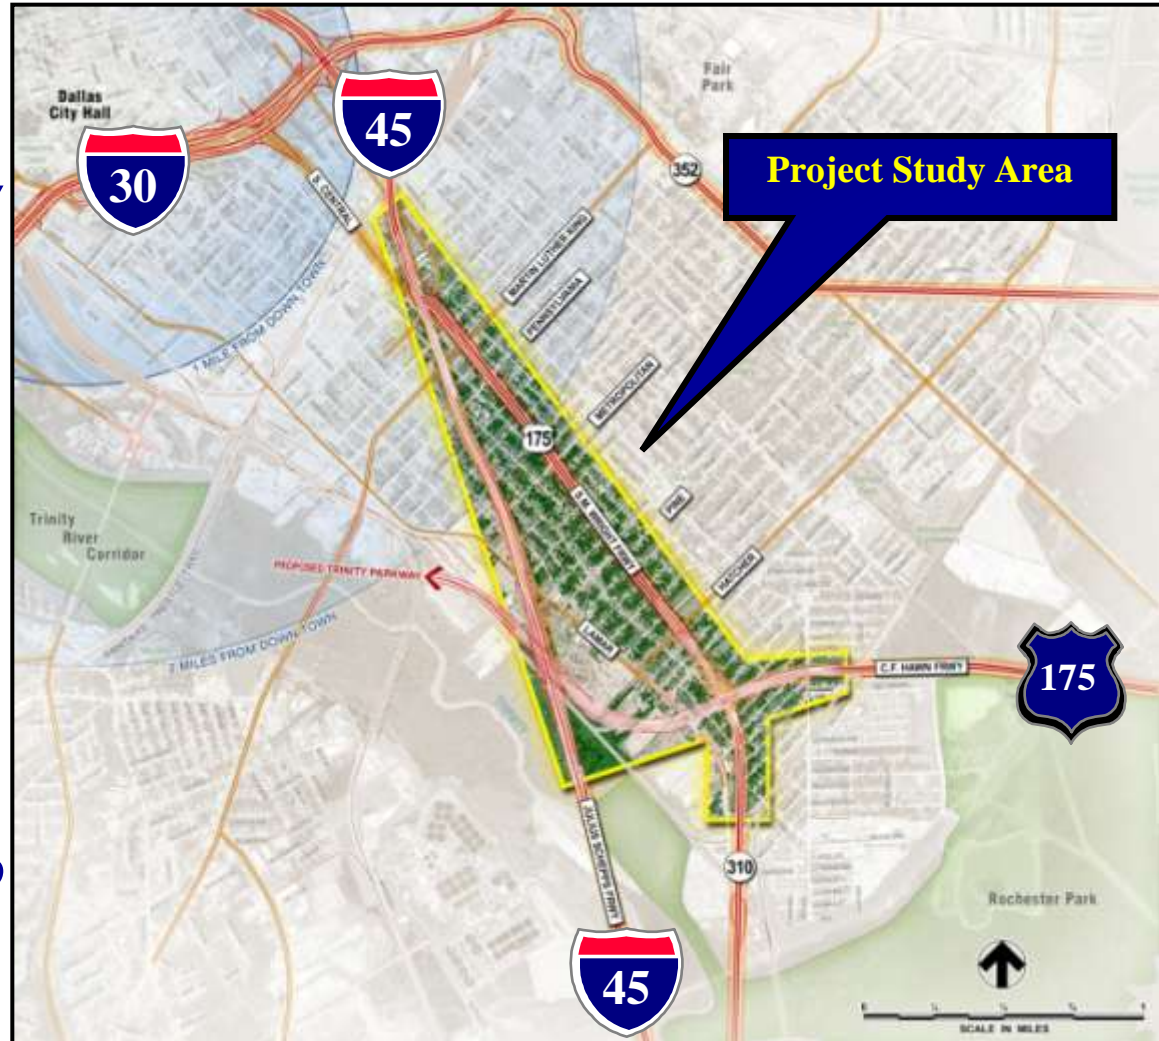 Dallas
City Hall
30
45
Fair
Park
352
Project Study Area
S. CENTRAL
MARTIN LUTHER KING
PENNSYLVANIA
1 MILE FROM DOWN TOWN
METROPOLITAN
175
PINE
S.M. WRIGHT FRWY
HATCHER
Trinity
River
Corridor
PROPOSED TRINITY PARKWAY
2 MILES FROM DOWN TOWN
LAMAR
C.F. HAWN FRWY
175
JULIUS SCHEPPS FRWY
310
Rochester Park
45
SCALE IN MILES